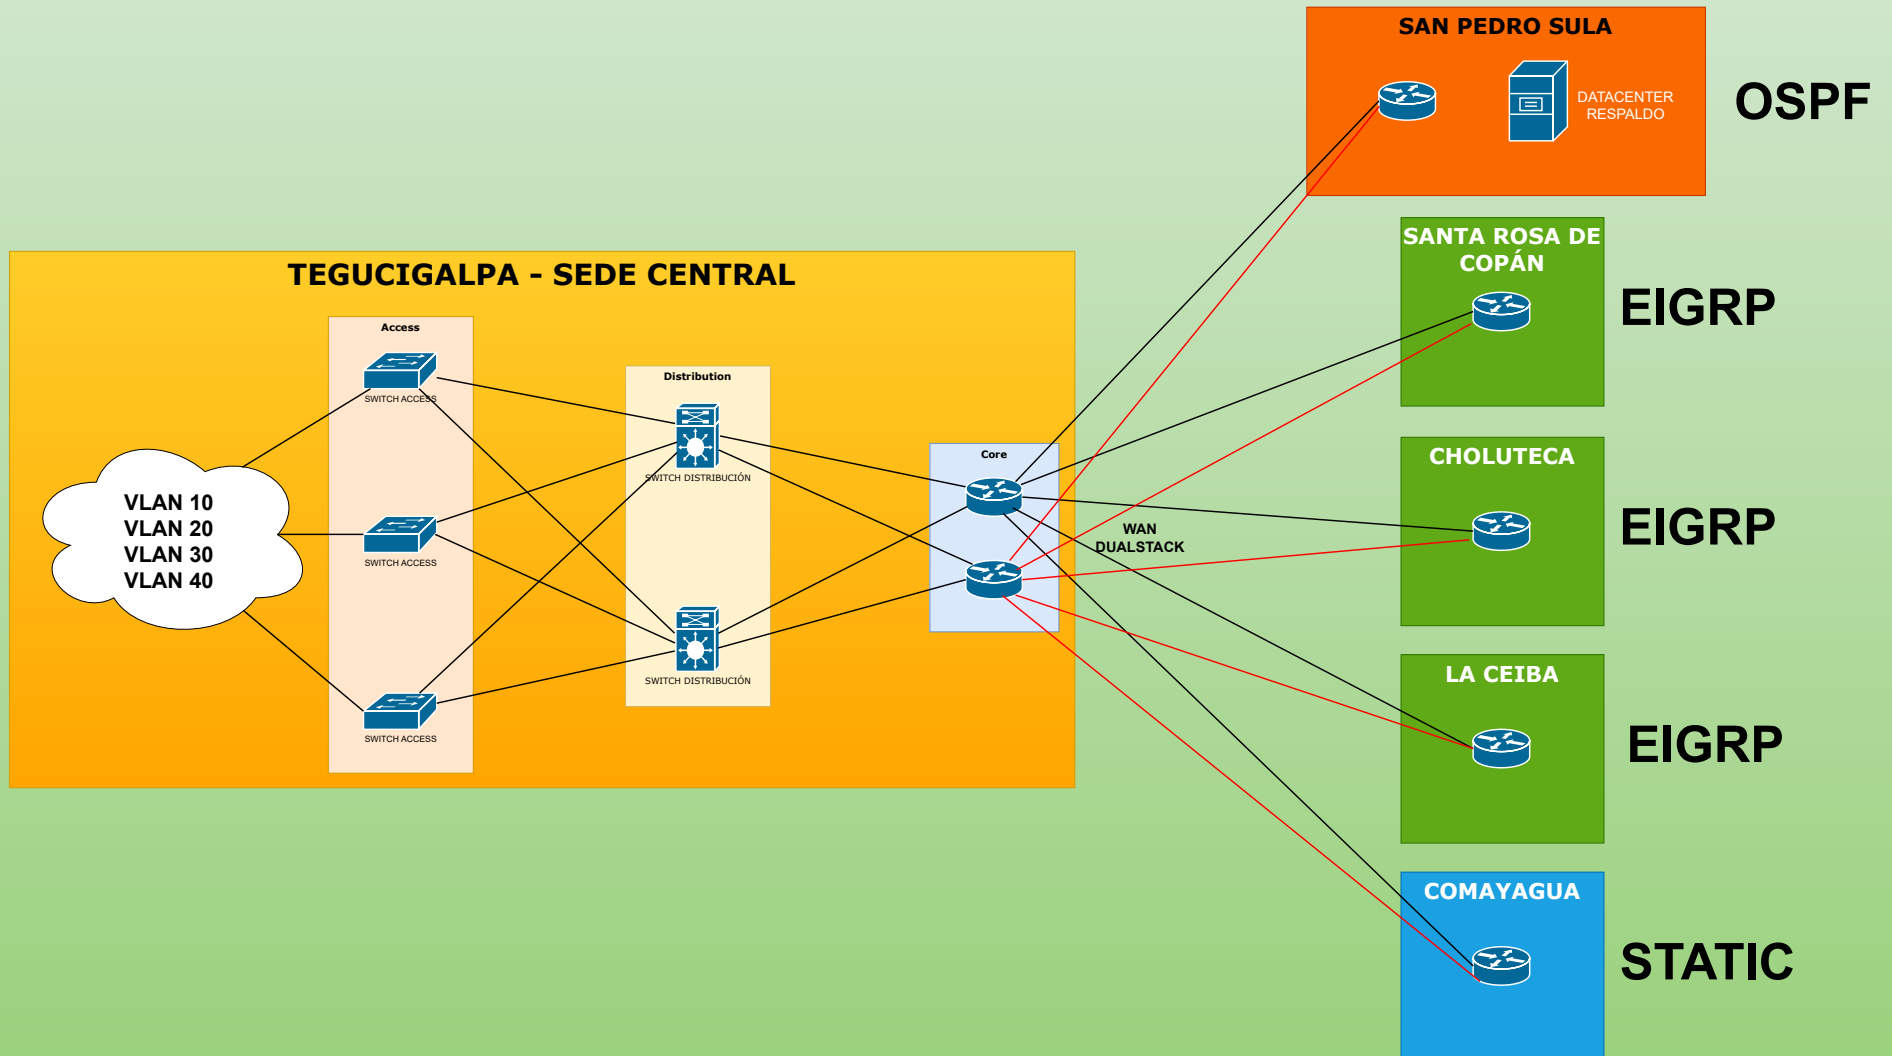 SAN PEDRO SULA
DATACENTER
RESPALDO
OSPF
SANTA ROSA DE
COPÁN
EIGRP
TEGUCIGALPA - SEDE CENTRAL
Access
SWITCH ACCESS
SWITCH ACCESS
SWITCH ACCESS
Distribution
SWITCH DISTRIBUCIÓN
SWITCH DISTRIBUCIÓN
Core
VLAN 10
VLAN 20
VLAN 30
VLAN 40
WAN
DUALSTACK
CHOLUTECA
EIGRP
LA CEIBA
EIGRP
COMAYAGUA
STATIC